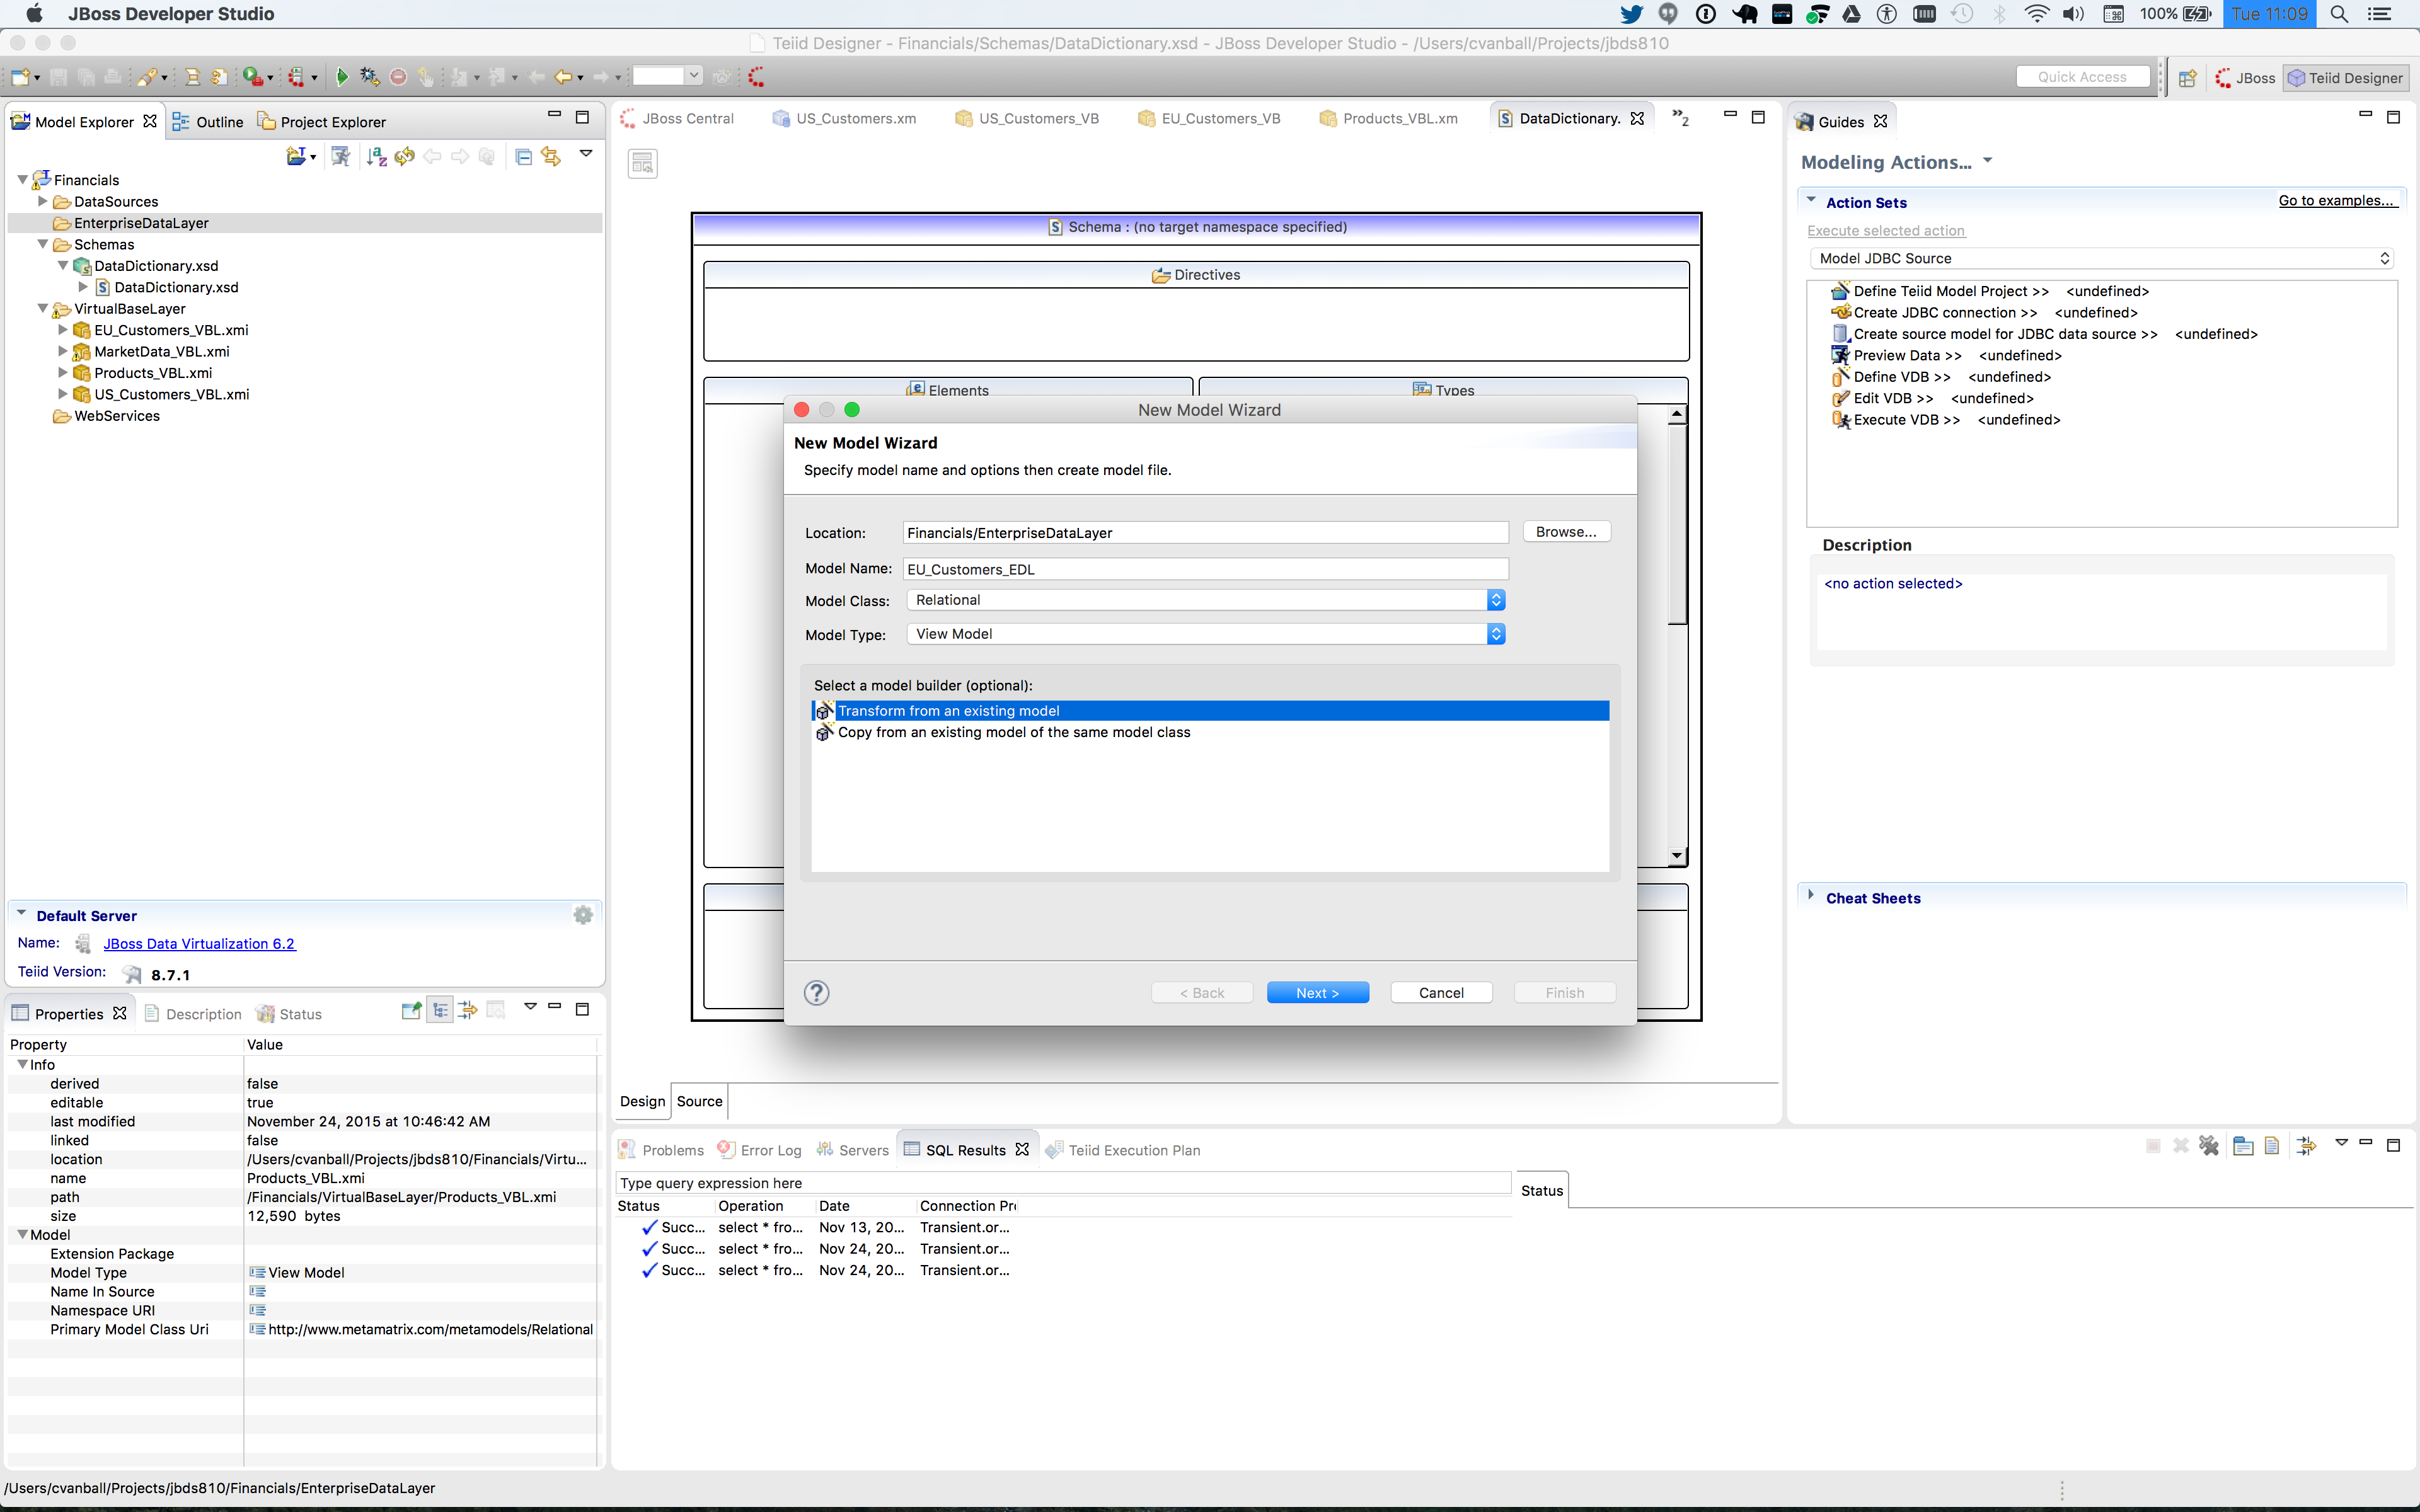 JBoss Developer Studio
100%
Tue 11:09
Teiid Designer - Financials/Schemas/DataDictionary.xsd - JBoss Developer Studio - /Users/cvanball/Projects/jbds810
Quick Access
JBoss
Teiid Designer
Model Explorer
Outline
Project Explorer
Financials
DataSources
EnterpriseDataLayer
Schemas
DataDictionary.xsd
DataDictionary.xsd
VirtualBaseLayer
EU_Customers_VBL.xmi
MarketData_VBL.xmi
Products_VBL.xmi
US_Customers_VBL.xmi
WebServices
Default Server
Name: JBoss Data Virtualization 6.2
Teiid Version: 8.7.1
Properties
Description
Status
Property Value
Info
derived false
editable true
last modified November 24, 2015 at 10:46:42 AM
linked false
location /Users/cvanball/Projects/jbds810/Financials/Virtu...
name Products_VBL.xmi
path /Financials/VirtualBaseLayer/Products_VBL.xmi
size 12,590 bytes
Model
Extension Package
Model Type View Model
Name In Source
Namespace URI
Primary Model Class Uri http://www.metamatrix.com/metamodels/Relational
/Users/cvanball/Projects/jbds810/Financials/EnterpriseDataLayer
JBoss Central
US_Customers.xm
US_Customers_VB
EU_Customers_VB
Products_VBL.xm
DataDictionary.
»2
Schema : (no target namespace specified)
Directives
Elements
Types
New Model Wizard
New Model Wizard
Specify model name and options then create model file.
Location: Financials/EnterpriseDataLayer Browse...
Model Name: EU_Customers_EDL
Model Class: Relational
Model Type: View Model
Select a model builder (optional):
Transform from an existing model
Copy from an existing model of the same model class
?
< Back
Next >
Cancel
Finish
Design
Source
Problems
Error Log
Servers
SQL Results
Teiid Execution Plan
Type query expression here
Status Operation Date Connection Pr
Succ... select * fro... Nov 13, 20... Transient.or...
Succ... select * fro... Nov 24, 20... Transient.or...
Succ... select * fro... Nov 24, 20... Transient.or...
Status
Guides
Modeling Actions...
Action Sets
Go to examples...
Execute selected action
Model JDBC Source
Define Teiid Model Project >> <undefined>
Create JDBC connection >> <undefined>
Create source model for JDBC data source >> <undefined>
Preview Data >> <undefined>
Define VDB >> <undefined>
Edit VDB >> <undefined>
Execute VDB >> <undefined>
Description
<no action selected>
Cheat Sheets